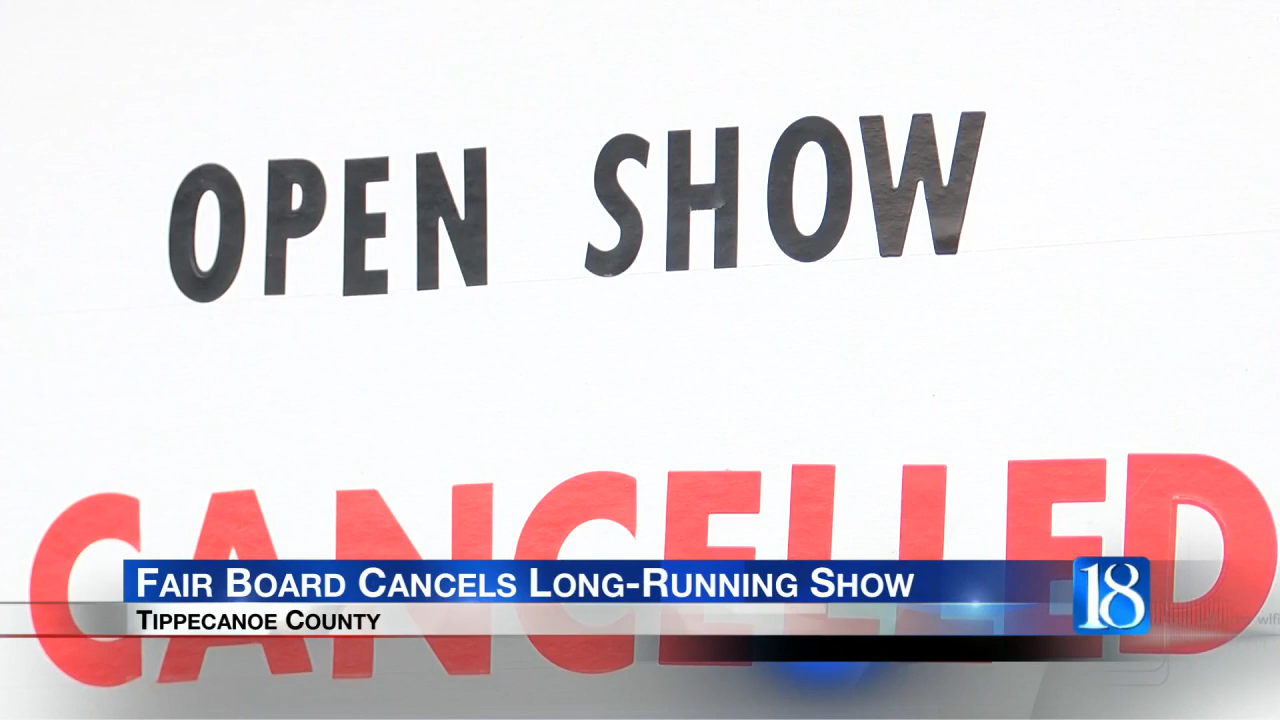 OPEN SHOW
CANCELLED
FAIR BOARD CANCELS LONG-RUNNING SHOW
18
TIPPECANOE COUNTY